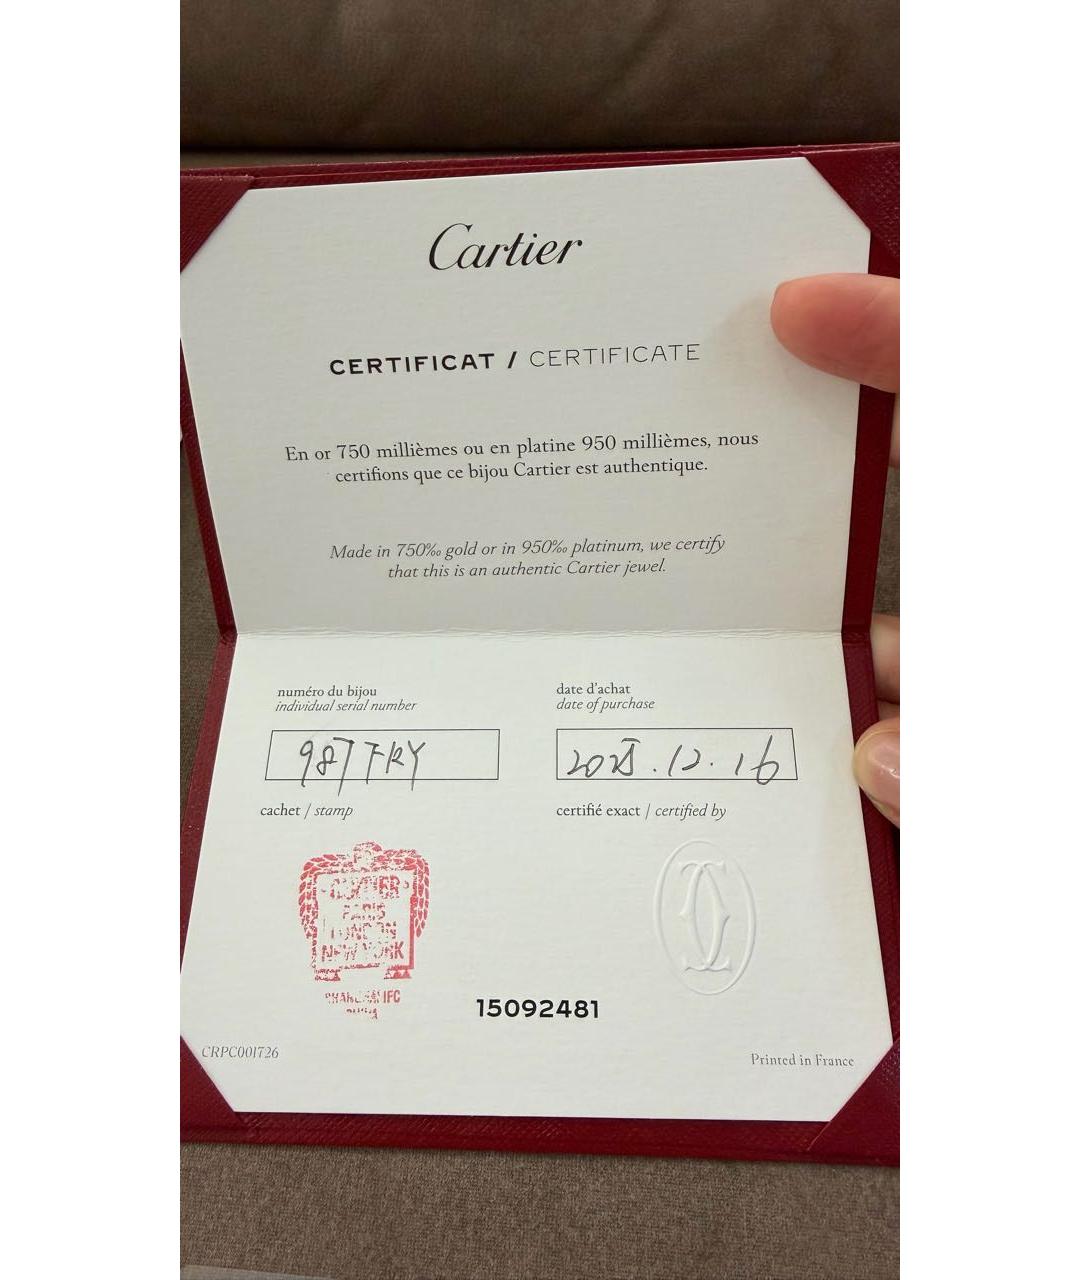 Cartier
CERTIFICAT / CERTIFICATE
En or 750 millièmes ou en platine 950 millièmes, nous
certifions que ce bijou Cartier est authentique.
Made in 750‰ gold or in 950‰ platinum, we certify
that this is an authentic Cartier jewel.
numéro du bijou
individual serial number
date d'achat
date of purchase
2025.12.16
cachet / stamp
certifié exact / certified by
CARTIER
PARIS
LONDON
NEW YORK
IFC
15092481
CRPC001726
Printed in France